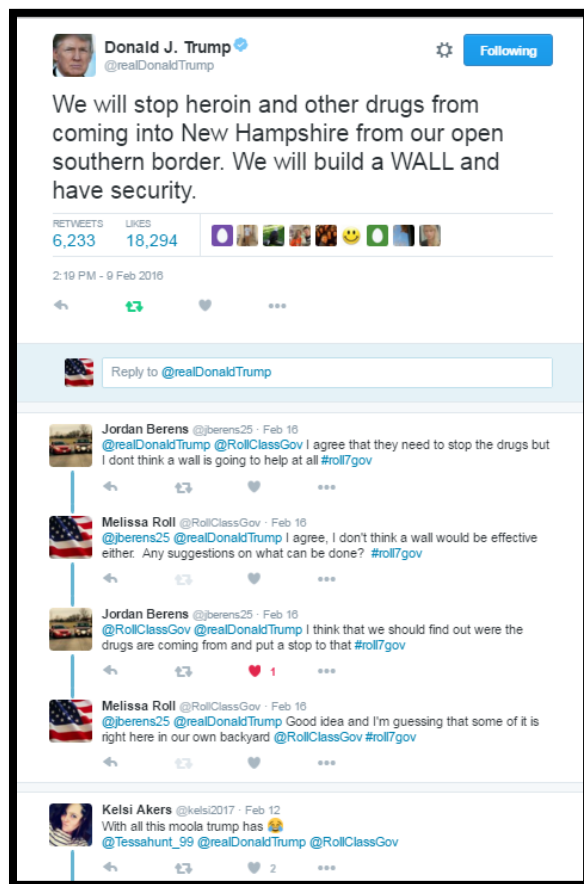 Donald J. Trump
@realDonaldTrump
Following
We will stop heroin and other drugs from
coming into New Hampshire from our open
southern border. We will build a WALL and
have security.
RETWEETS LIKES
6,233 18,294
2:19 PM - 9 Feb 2016
Reply to @realDonaldTrump
Jordan Berens @jberens25 · Feb 16
@realDonaldTrump @RollClassGov I agree that they need to stop the drugs but
I dont think a wall is going to help at all #roll7gov
Melissa Roll @RollClassGov · Feb 16
@jberens25 @realDonaldTrump I agree, I don't think a wall would be effective
either. Any suggestions on what can be done? #roll7gov
Jordan Berens @jberens25 · Feb 16
@RollClassGov @realDonaldTrump I think that we should find out were the
drugs are coming from and put a stop to that #roll7gov
1
Melissa Roll @RollClassGov · Feb 16
@jberens25 @realDonaldTrump Good idea and I'm guessing that some of it is
right here in our own backyard @RollClassGov #roll7gov
Kelsi Akers @kelsi2017 · Feb 12
With all this moola trump has 😂
@Tessahunt_99 @realDonaldTrump @RollClassGov
2